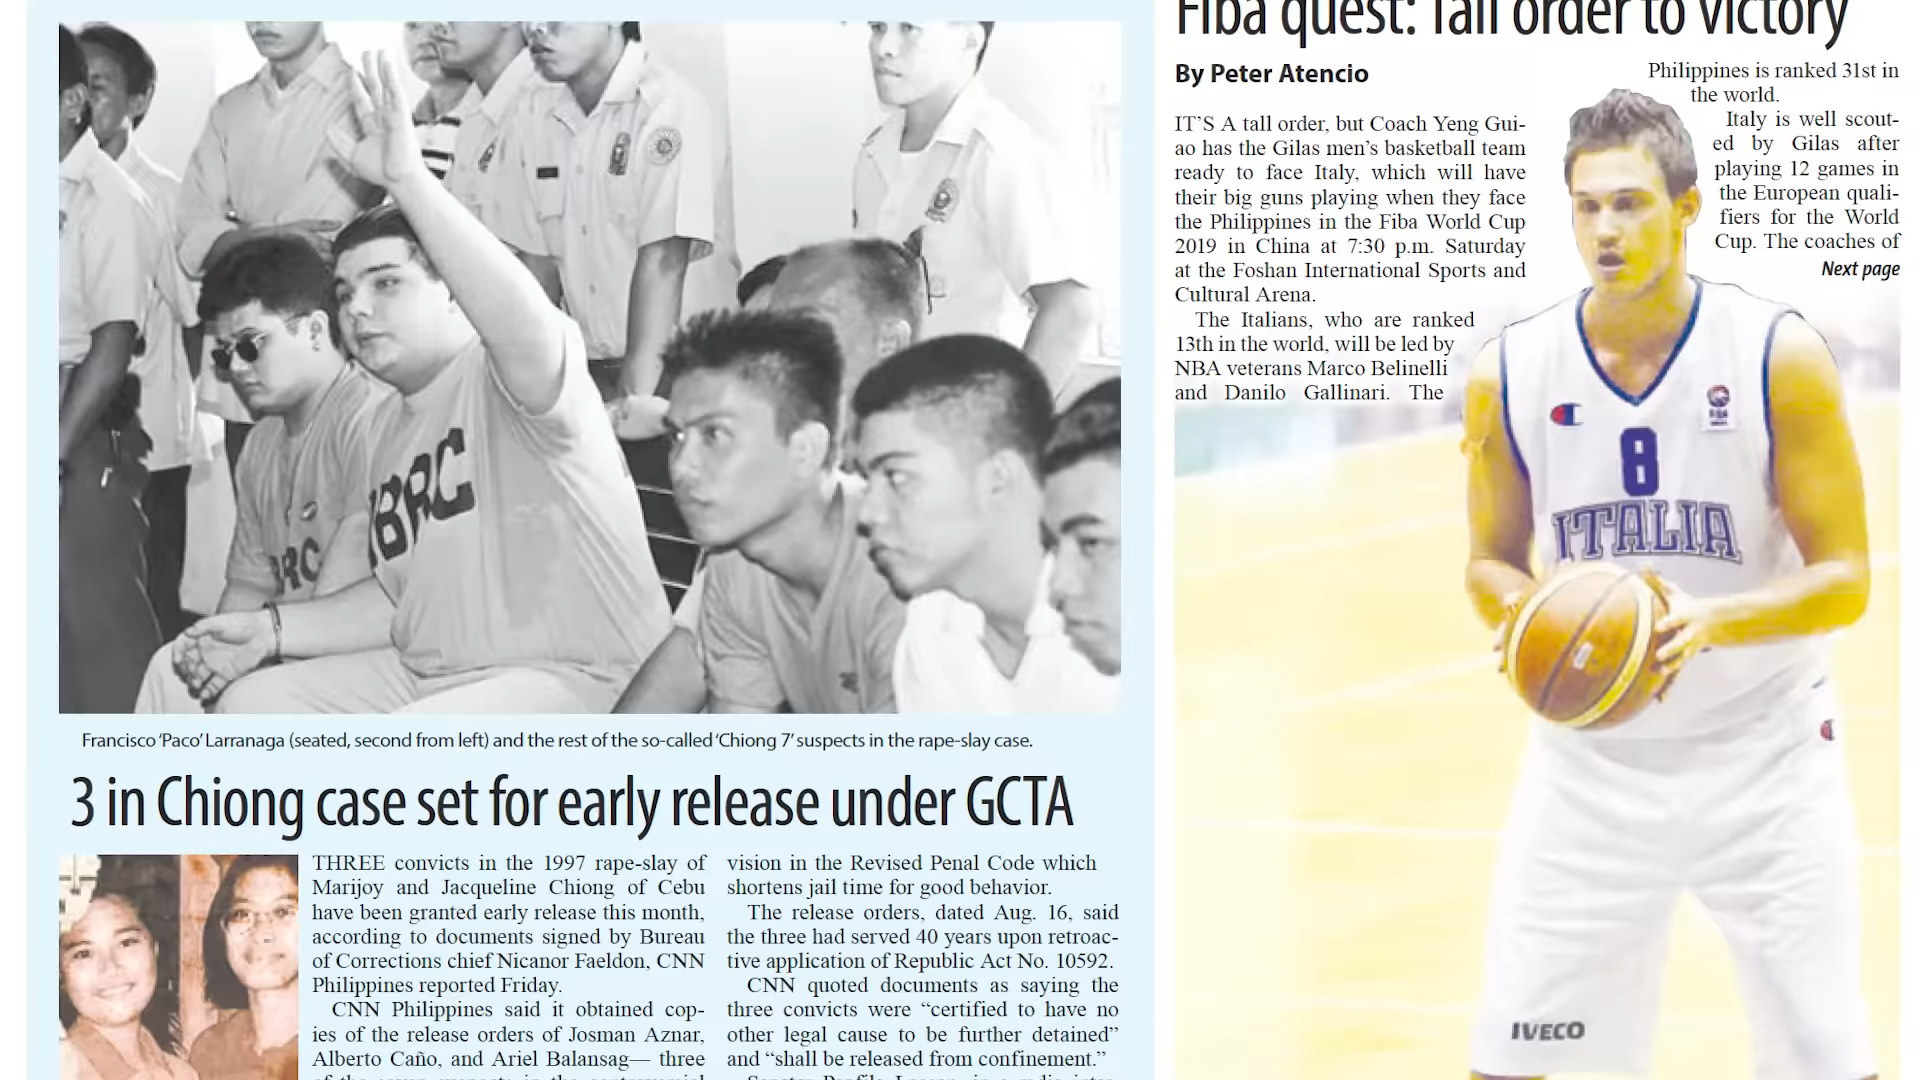 Francisco ‘Paco’ Larranaga (seated, second from left) and the rest of the so-called ‘Chiong 7’ suspects in the rape-slay case.
3 in Chiong case set for early release under GCTA
THREE convicts in the 1997 rape-slay of
Marijoy and Jacqueline Chiong of Cebu
have been granted early release this month,
according to documents signed by Bureau
of Corrections chief Nicanor Faeldon, CNN
Philippines reported Friday.
CNN Philippines said it obtained cop-
ies of the release orders of Josman Aznar,
Alberto Caño, and Ariel Balansag— three
vision in the Revised Penal Code which
shortens jail time for good behavior.
The release orders, dated Aug. 16, said
the three had served 40 years upon retroac-
tive application of Republic Act No. 10592.
CNN quoted documents as saying the
three convicts were “certified to have no
other legal cause to be further detained”
and “shall be released from confinement.”
Fiba quest: Tall order to victory
By Peter Atencio
IT’S A tall order, but Coach Yeng Gui-
ao has the Gilas men’s basketball team
ready to face Italy, which will have
their big guns playing when they face
the Philippines in the Fiba World Cup
2019 in China at 7:30 p.m. Saturday
at the Foshan International Sports and
Cultural Arena.
The Italians, who are ranked
13th in the world, will be led by
NBA veterans Marco Belinelli
and Danilo Gallinari. The
Philippines is ranked 31st in
the world.
Italy is well scout-
ed by Gilas after
playing 12 games in
the European quali-
fiers for the World
Cup. The coaches of
Next page
8
ITALIA
IVECO